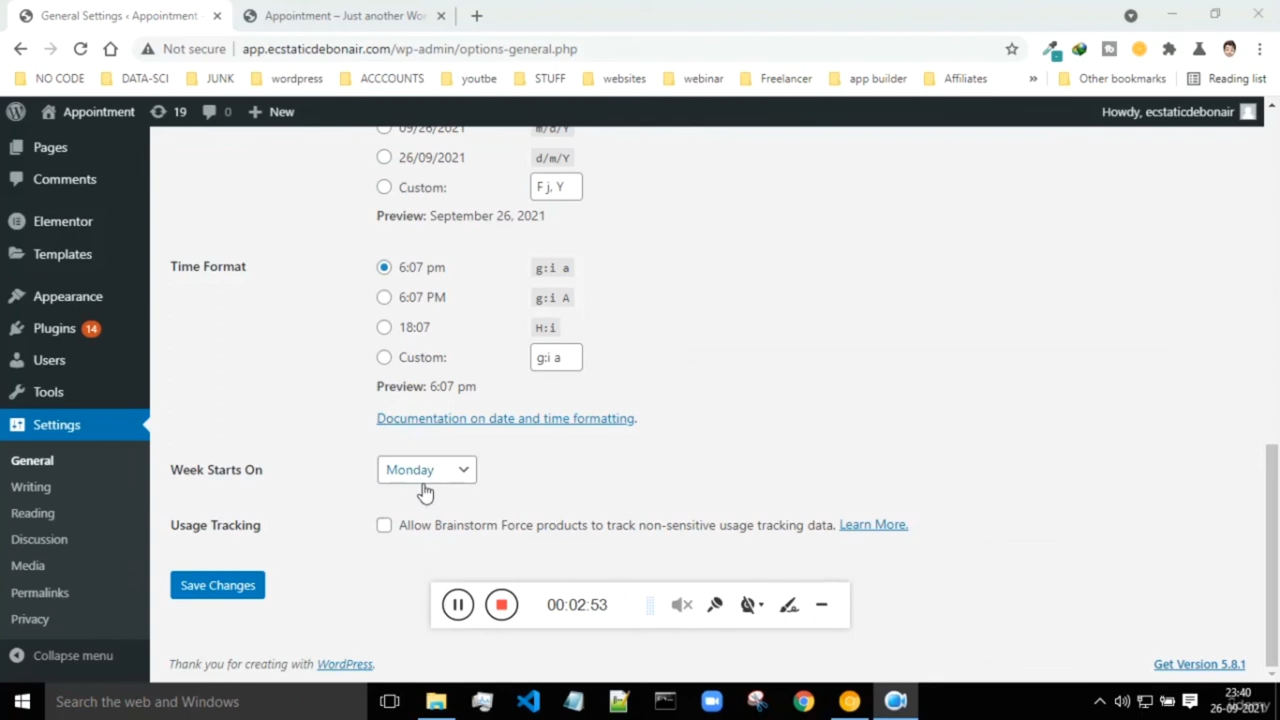 General Settings ‹ Appointment
Appointment – Just another Wo
Not secure
app.ecstaticdebonair.com/wp-admin/options-general.php
NO CODE
DATA-SCI
JUNK
wordpress
ACCCOUNTS
youtbe
STUFF
websites
webinar
Freelancer
app builder
Affiliates
»
Other bookmarks
Reading list
Appointment
19
0
New
Howdy, ecstaticdebonair
Pages
Comments
Elementor
Templates
Appearance
Plugins 14
Users
Tools
Settings
General
Writing
Reading
Discussion
Media
Permalinks
Privacy
Collapse menu
09/26/2021 m/d/Y
26/09/2021 d/m/Y
Custom: F j, Y
Preview: September 26, 2021
Time Format
6:07 pm g:i a
6:07 PM g:i A
18:07 H:i
Custom: g:i a
Preview: 6:07 pm
Documentation on date and time formatting.
Week Starts On Monday
Usage Tracking Allow Brainstorm Force products to track non-sensitive usage tracking data. Learn More.
Save Changes
00:02:53
Thank you for creating with WordPress.
Get Version 5.8.1
Search the web and Windows
23:40
26-09-2021
ûdemy